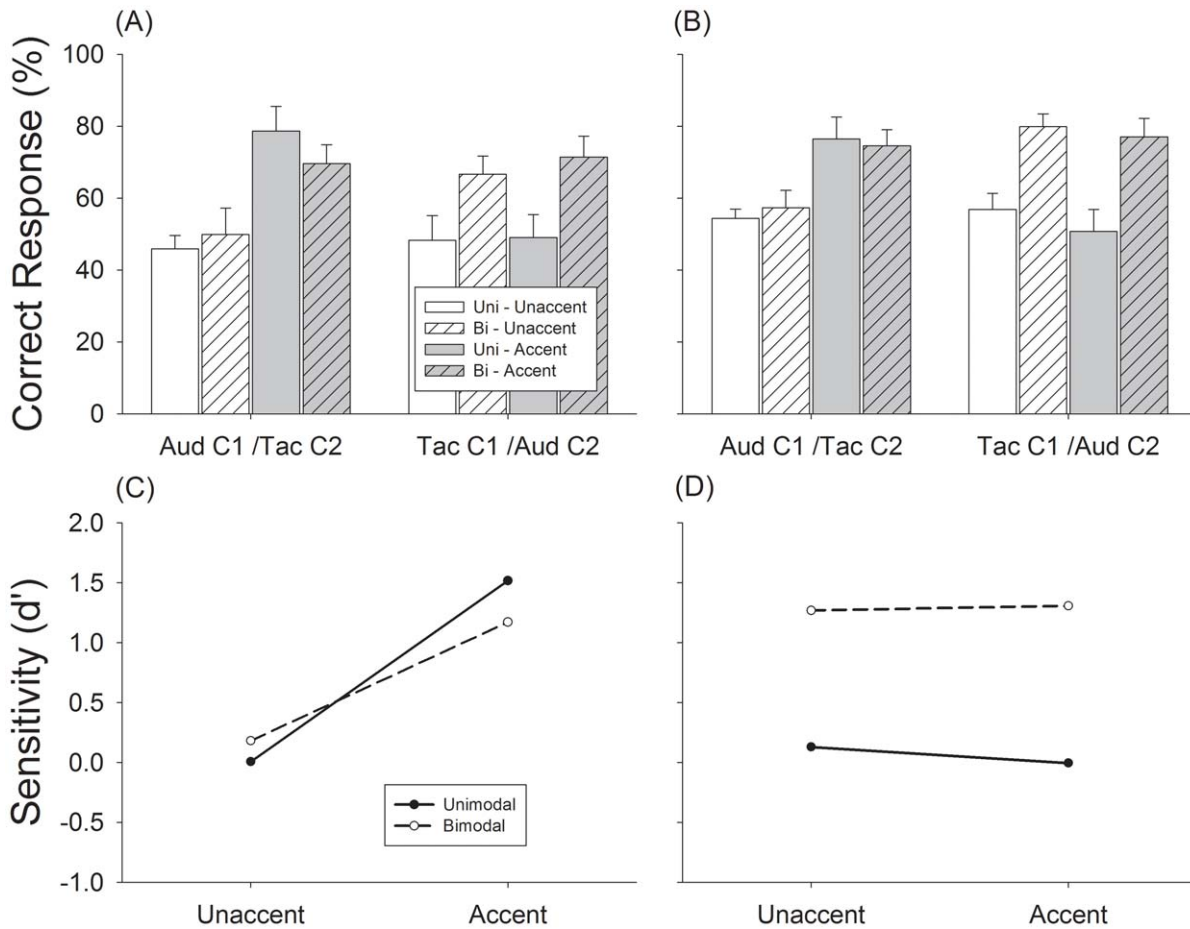 (A)
(B)
Correct Response (%)
100
80
60
40
20
0
Uni - Unaccent
Bi - Unaccent
Uni - Accent
Bi - Accent
Aud C1 /Tac C2
Tac C1 /Aud C2
Aud C1 /Tac C2
Tac C1 /Aud C2
(C)
(D)
Sensitivity (d')
2.0
1.5
1.0
0.5
0.0
-0.5
-1.0
Unimodal
Bimodal
Unaccent
Accent
Unaccent
Accent